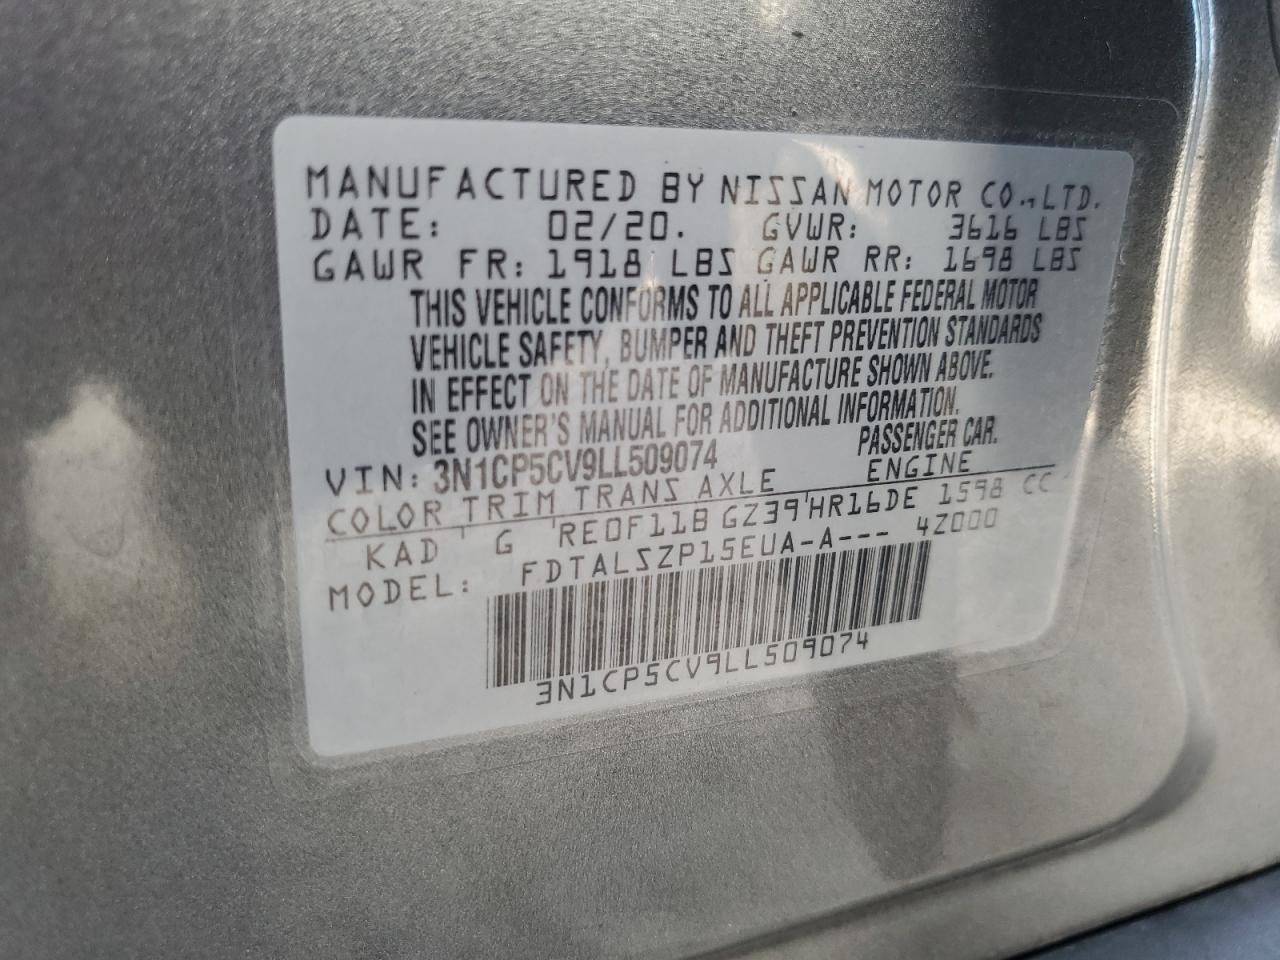 MANUFACTURED BY NISSAN MOTOR CO.,LTD.
DATE: 02/20. GVWR: 3616 LBS
GAWR FR: 1918 LBS GAWR RR: 1698 LBS
THIS VEHICLE CONFORMS TO ALL APPLICABLE FEDERAL MOTOR
VEHICLE SAFETY, BUMPER AND THEFT PREVENTION STANDARDS
IN EFFECT ON THE DATE OF MANUFACTURE SHOWN ABOVE.
SEE OWNER'S MANUAL FOR ADDITIONAL INFORMATION.
VIN: 3N1CP5CV9LL509074 PASSENGER CAR.
COLOR TRIM TRANS AXLE ENGINE
KAD G RE0F11B GZ39 HR16DE 1598 CC
MODEL: FDTALSZP15EUA-A--- 4Z000
3N1CP5CV9LL509074